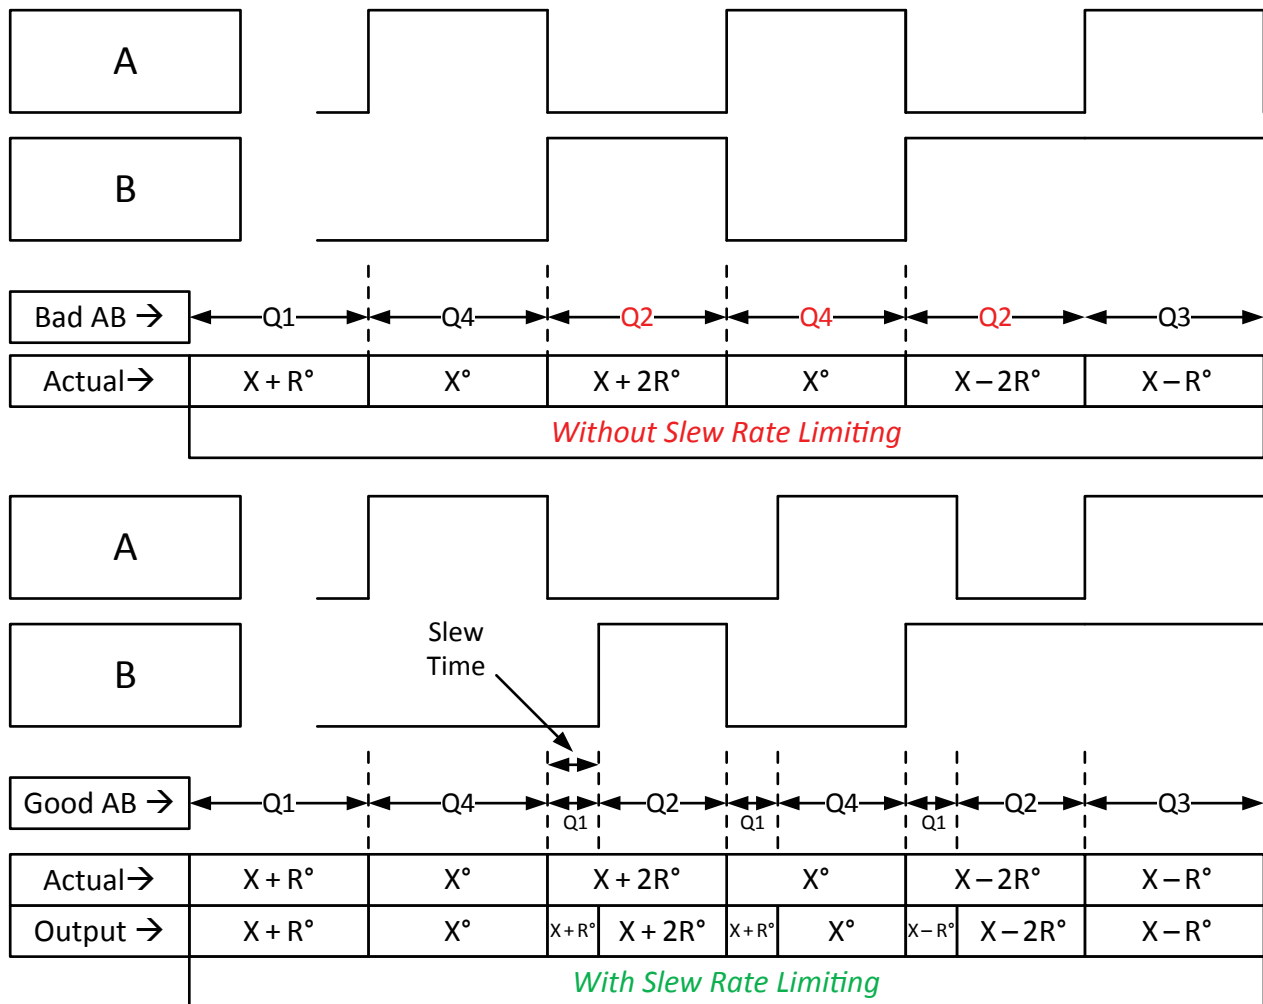 A
B
Bad AB → Q1 Q4 Q2 Q4 Q2 Q3
Actual→ X + R° X° X + 2R° X° X – 2R° X – R°
Without Slew Rate Limiting
A
B
Slew
Time
Good AB → Q1 Q4 Q1 Q2 Q1 Q4 Q1 Q2 Q3
Actual→ X + R° X° X + 2R° X° X – 2R° X – R°
Output → X + R° X° X + R° X + 2R° X + R° X° X – R° X – 2R° X – R°
With Slew Rate Limiting